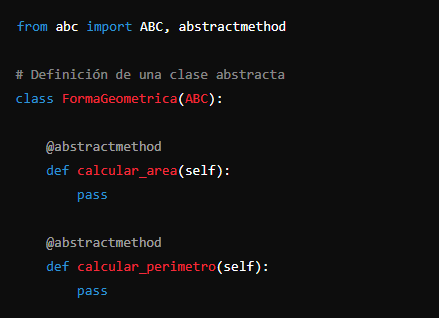 from abc import ABC, abstractmethod
# Definición de una clase abstracta
class FormaGeometrica(ABC):
@abstractmethod
def calcular_area(self):
pass
@abstractmethod
def calcular_perimetro(self):
pass